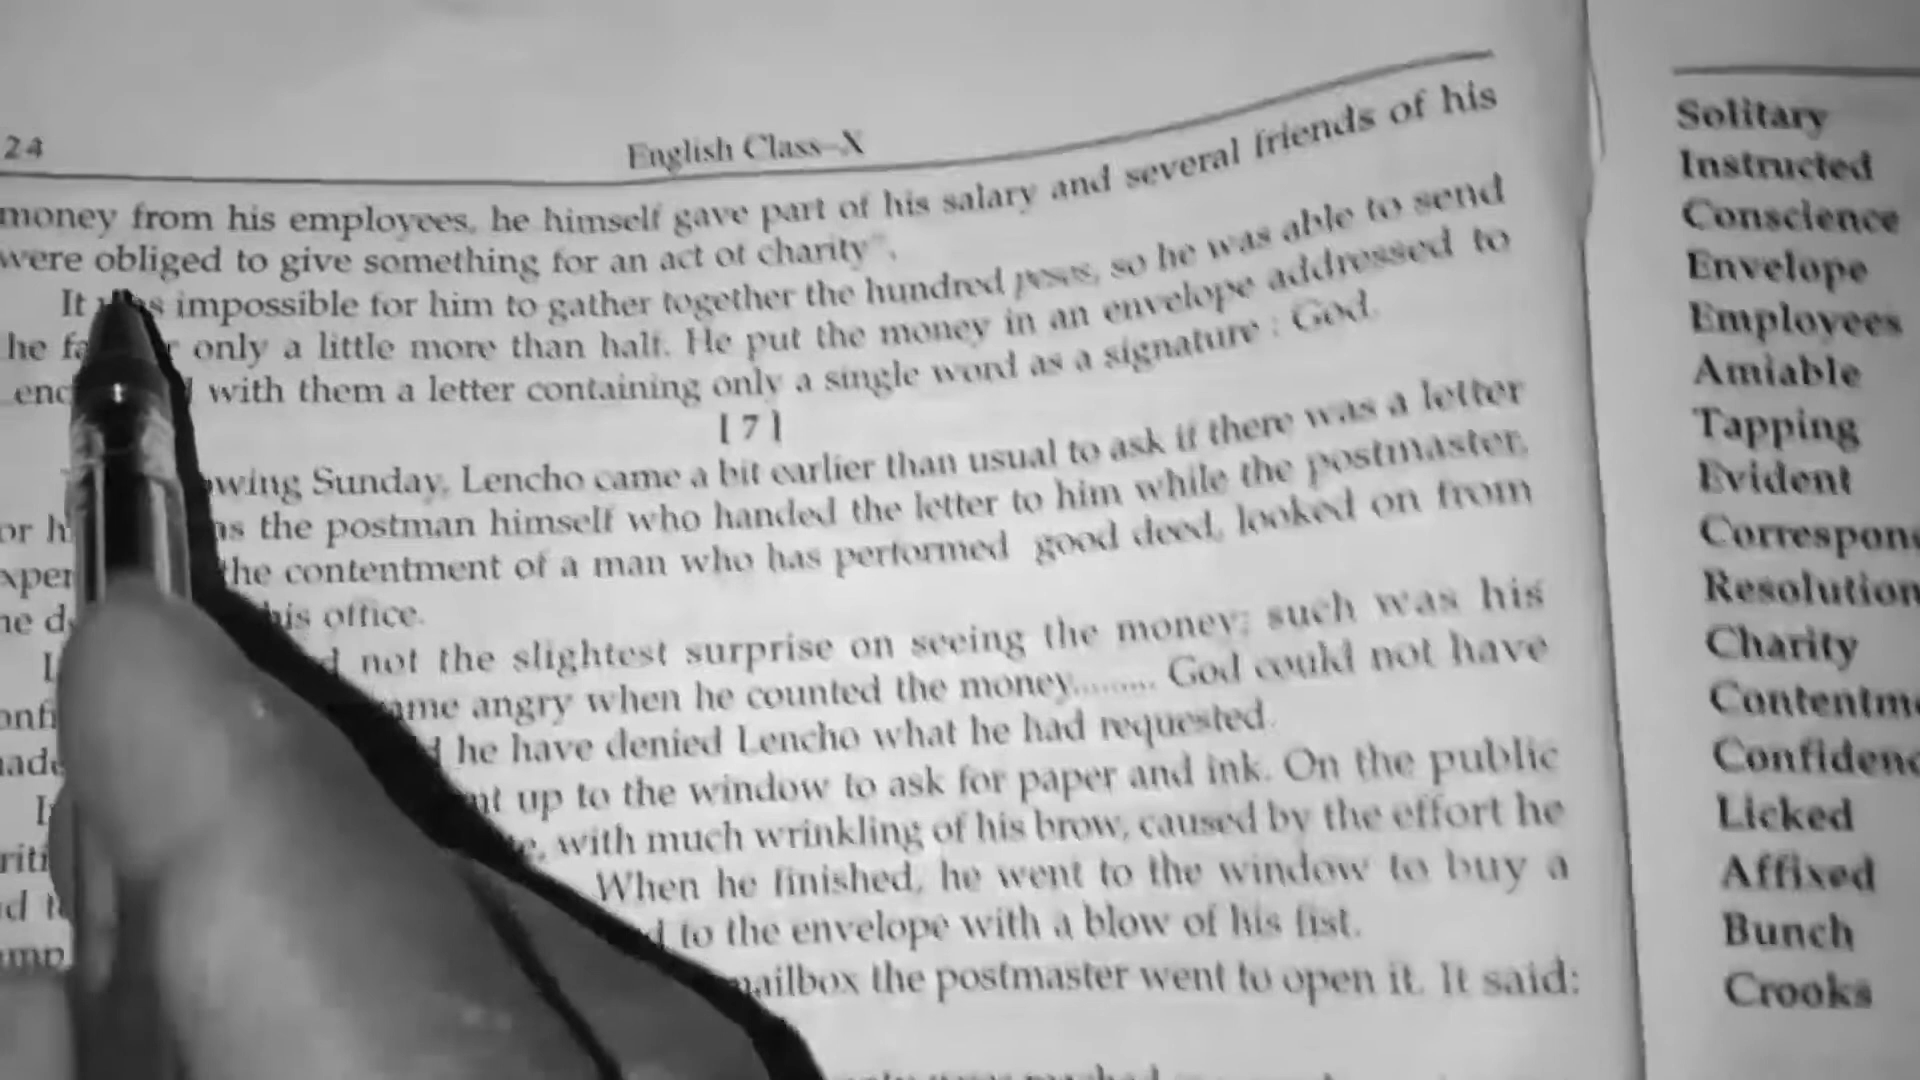 24
English Class-X
money from his employees, he himself gave part of his salary and several friends of his
were obliged to give something for an act of charity".
It was impossible for him to gather together the hundred pesos, so he was able to send
he only a little more than half. He put the money in an envelope addressed to
with them a letter containing only a single word as a signature : God.
[7]
Sunday, Lencho came a bit earlier than usual to ask if there was a letter
or the postman himself who handed the letter to him while the postmaster,
the contentment of a man who has performed good deed, looked on from
his office.
not the slightest surprise on seeing the money; such was his
angry when he counted the money......... God could not have
he have denied Lencho what he had requested.
up to the window to ask for paper and ink. On the public
with much wrinkling of his brow, caused by the effort he
When he finished, he went to the window to buy a
to the envelope with a blow of his fist.
mailbox the postmaster went to open it. It said:
Solitary
Instructed
Conscience
Envelope
Employees
Amiable
Tapping
Evident
Correspon
Resolution
Charity
Contentm
Confidenc
Licked
Affixed
Bunch
Crooks